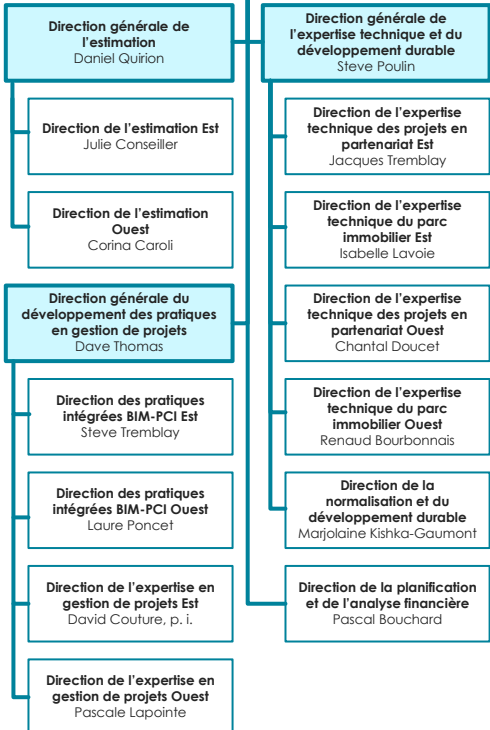 Direction générale de
l'estimation
Daniel Quirion
Direction de l'estimation Est
Julie Conseiller
Direction de l'estimation
Ouest
Corina Caroli
Direction générale du
développement des pratiques
en gestion de projets
Dave Thomas
Direction des pratiques
intégrées BIM-PCI Est
Steve Tremblay
Direction des pratiques
intégrées BIM-PCI Ouest
Laure Poncet
Direction de l'expertise en
gestion de projets Est
David Couture, p. i.
Direction de l'expertise en
gestion de projets Ouest
Pascale Lapointe
Direction générale de
l'expertise technique et du
développement durable
Steve Poulin
Direction de l'expertise
technique des projets en
partenariat Est
Jacques Tremblay
Direction de l'expertise
technique du parc
immobilier Est
Isabelle Lavoie
Direction de l'expertise
technique des projets en
partenariat Ouest
Chantal Doucet
Direction de l'expertise
technique du parc
immobilier Ouest
Renaud Bourbonnais
Direction de la
normalisation et du
développement durable
Marjolaine Kishka-Gaumont
Direction de la planification
et de l'analyse financière
Pascal Bouchard